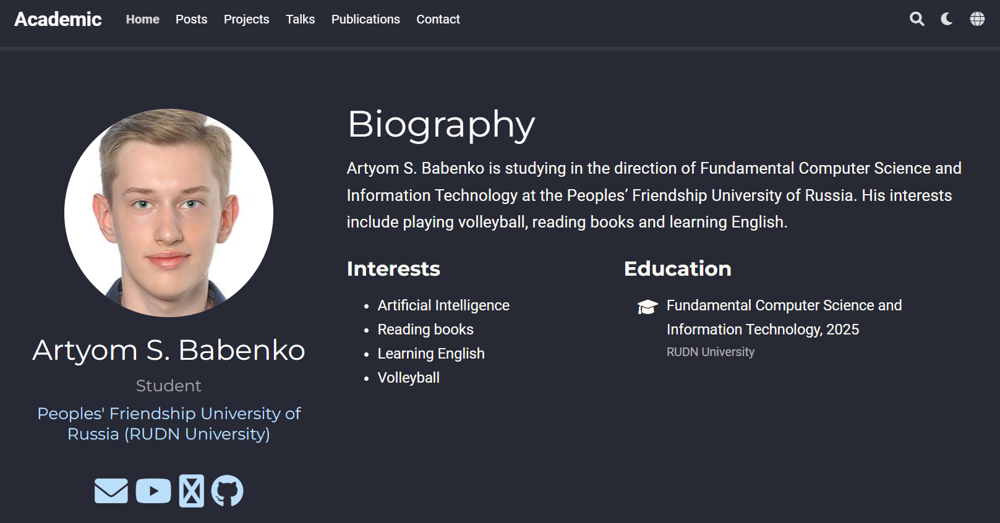 Academic Home Posts Projects Talks Publications Contact
Biography
Artyom S. Babenko is studying in the direction of Fundamental Computer Science and
Information Technology at the Peoples’ Friendship University of Russia. His interests
include playing volleyball, reading books and learning English.
Interests
Artificial Intelligence
Reading books
Learning English
Volleyball
Education
Fundamental Computer Science and
Information Technology, 2025
RUDN University
Artyom S. Babenko
Student
Peoples' Friendship University of
Russia (RUDN University)